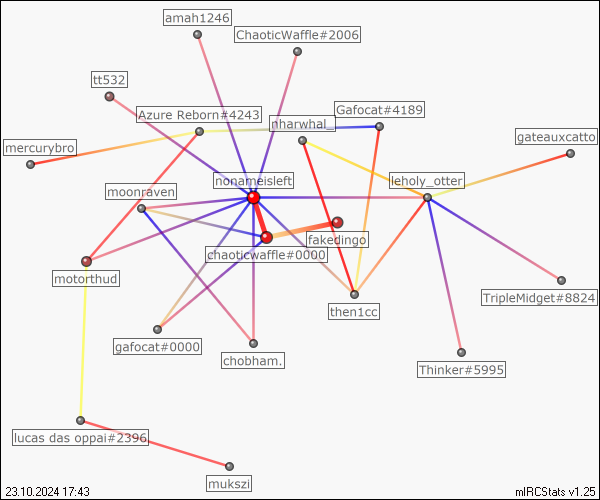 amah1246
ChaoticWaffle#2006
tt532
Azure Reborn#4243
Gafocat#4189
nharwhal_
mercurybro
gateauxcatto
nonameisleft
leholy_otter
moonraven
fakedingo
chaoticwaffle#0000
motorthud
TripleMidget#8824
then1cc
gafocat#0000
chobham.
Thinker#5995
lucas das oppai#2396
mukszi
23.10.2024 17:43
mIRCStats v1.25